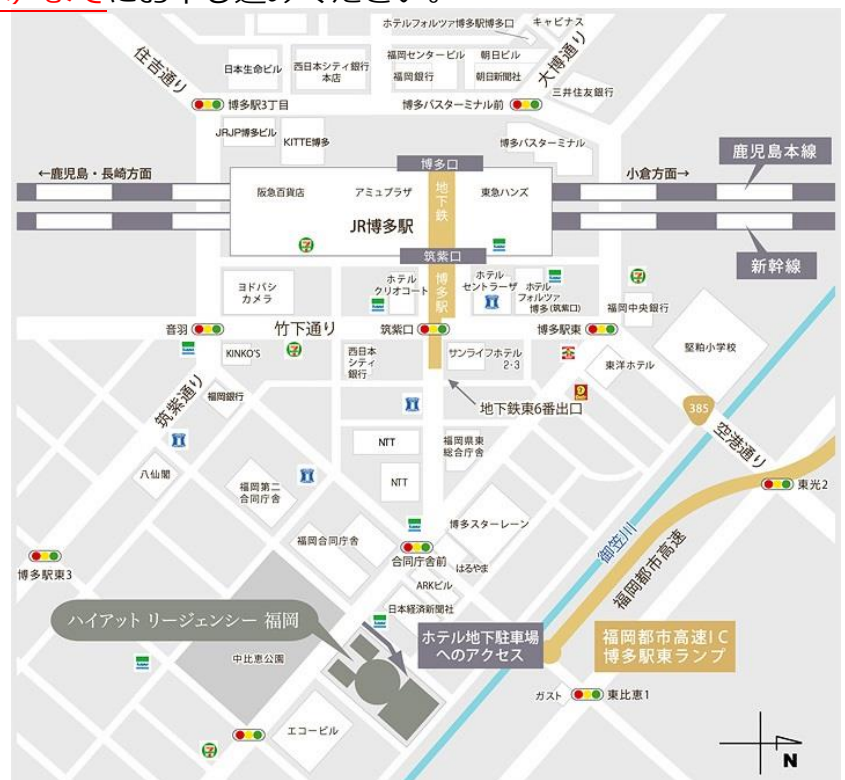 までにお申し込みください。
ホテルフォルツァ博多駅博多口
キャビナス
住吉通り
日本生命ビル
西日本シティ銀行
本店
福岡センタービル
福岡銀行
朝日ビル
朝日新聞社
大博通り
三井住友銀行
博多駅3丁目
博多バスターミナル前
JRJP博多ビル
KITTE博多
博多バスターミナル
鹿児島本線
←鹿児島・長崎方面
博多口
小倉方面→
阪急百貨店
アミュプラザ
地下鉄
東急ハンズ
JR博多駅
筑紫口
新幹線
ヨドバシ
カメラ
ホテル
クリオコート
博多駅
ホテル
セントラーザ
ホテル
フォルツァ
博多(筑紫口)
福岡中央銀行
音羽
竹下通り
筑紫口
博多駅東
KINKO'S
西日本
シティ
銀行
サンライフホテル
2・3
東洋ホテル
堅粕小学校
筑紫通り
福岡銀行
地下鉄東6番出口
385
空港通り
八仙閣
NTT
福岡県東
総合庁舎
福岡第二
合同庁舎
NTT
東光2
博多スターレーン
御笠川
福岡都市高速
福岡合同庁舎
合同庁舎前
はるやま
博多駅東3
ARKビル
日本経済新聞社
ハイアット リージェンシー 福岡
ホテル地下駐車場
へのアクセス
福岡都市高速IC
博多駅東ランプ
中比恵公園
ガスト
東比恵1
エコービル
N